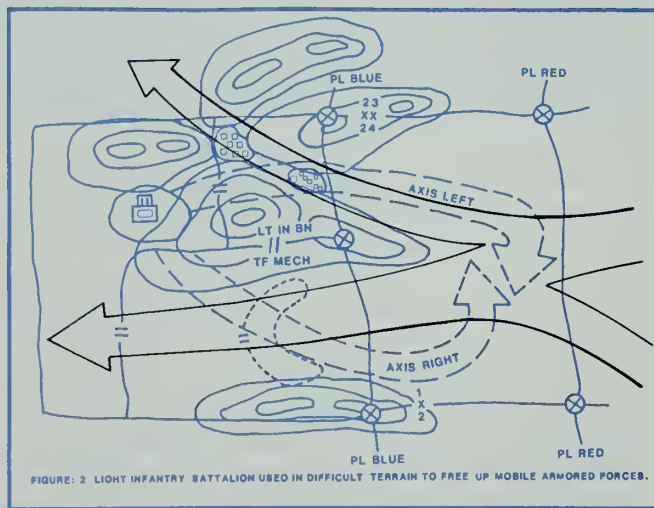 PL BLUE
PL RED
23
XX
24
AXIS LEFT
LT IN BN
II
TF MECH
AXIS RIGHT
1
X
2
PL BLUE
PL RED
FIGURE: 2 LIGHT INFANTRY BATTALION USED IN DIFFICULT TERRAIN TO FREE UP MOBILE ARMORED FORCES.